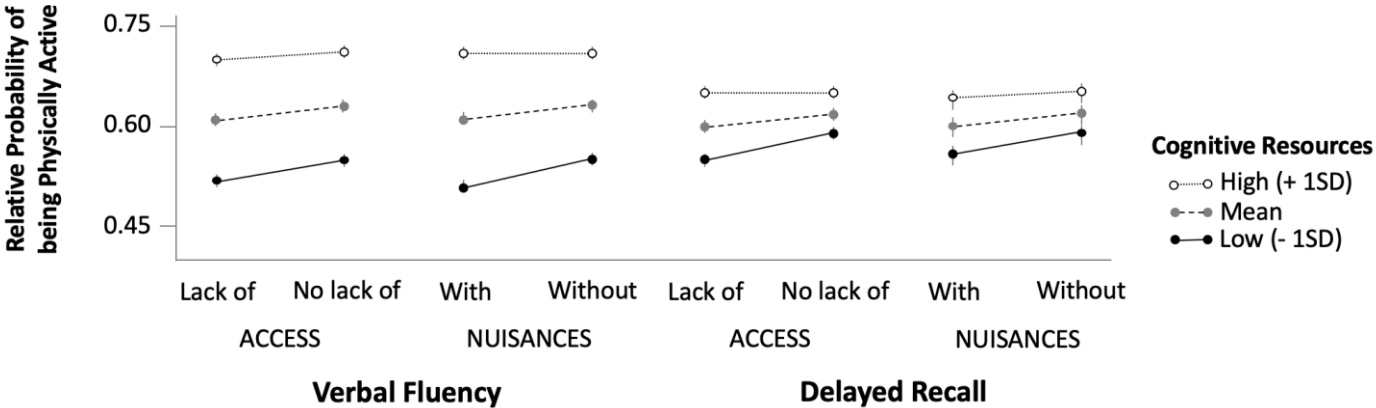 Relative Probability of
being Physically Active
0.75
0.60
0.45
Lack of No lack of With Without Lack of No lack of With Without
ACCESS NUISANCES ACCESS NUISANCES
Verbal Fluency Delayed Recall
Cognitive Resources
High (+ 1SD)
Mean
Low (- 1SD)